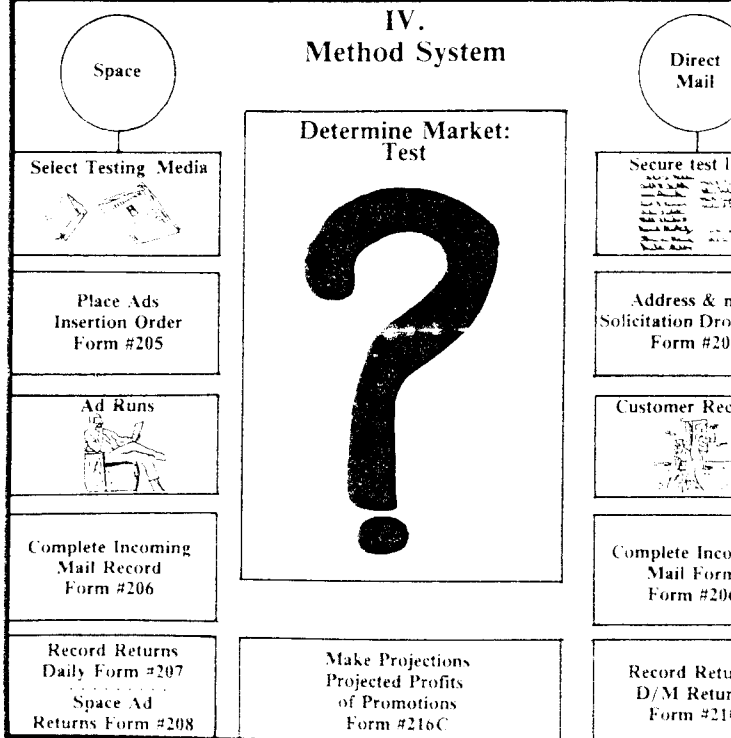 IV.
Method System
Space
Select Testing Media
Place Ads
Insertion Order
Form #205
Ad Runs
Complete Incoming
Mail Record
Form #206
Record Returns
Daily Form #207
Space Ad
Returns Form #208
Determine Market:
Test
?
Make Projections
Projected Profits
of Promotions
Form #216C
Direct
Mail
Secure test
Address &
Solicitation
Form
Customer
Complete
Mail Form
Form
Record
D/M
Form